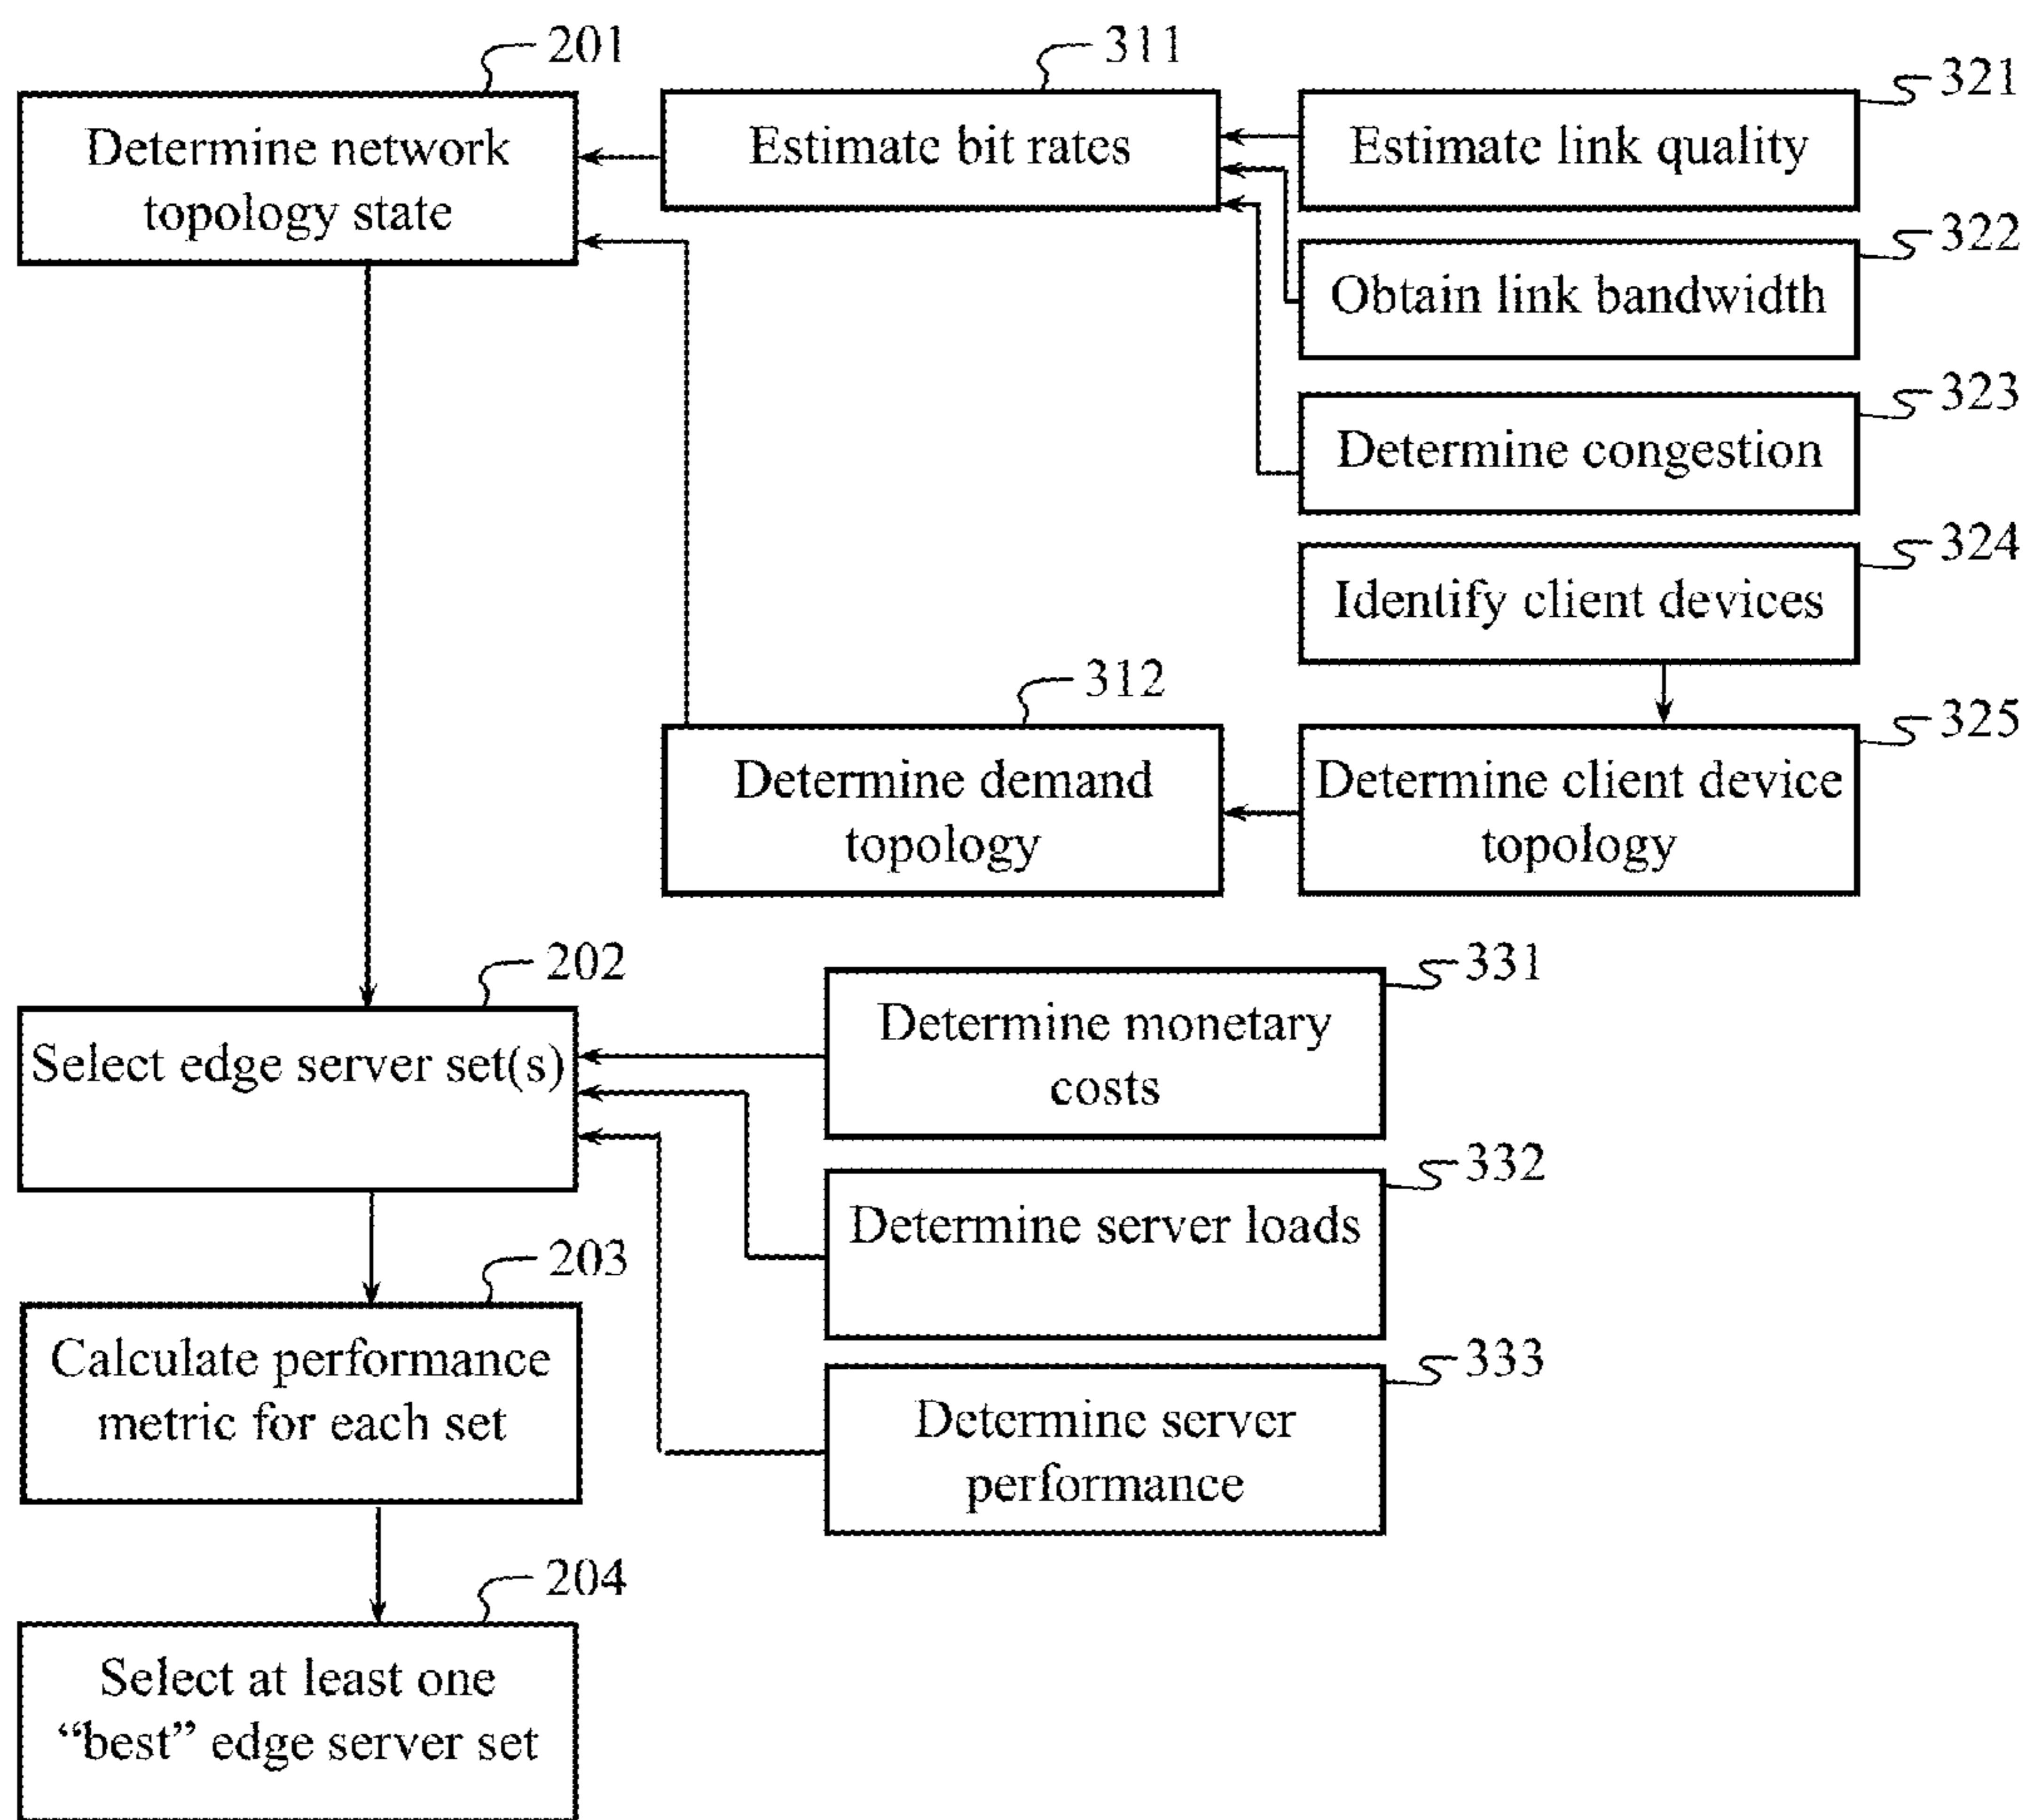 201
Determine network
topology state
311
Estimate bit rates
321
Estimate link quality
322
Obtain link bandwidth
323
Determine congestion
324
Identify client devices
312
Determine demand
topology
325
Determine client device
topology
202
Select edge server set(s)
331
Determine monetary
costs
332
Determine server loads
203
Calculate performance
metric for each set
333
Determine server
performance
204
Select at least one
“best” edge server set